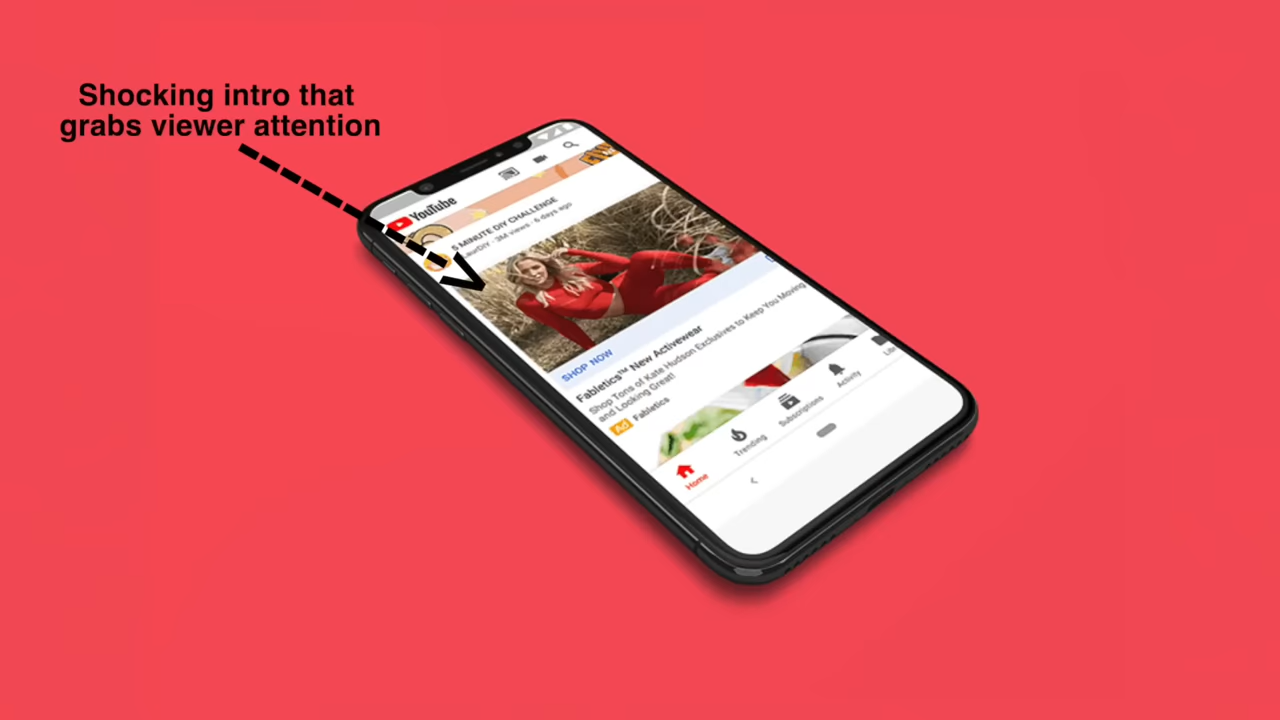 Shocking intro that
grabs viewer attention
YouTube
5 MINUTE DIY CHALLENGE
LaurDIY · 3M views · 6 days ago
SHOP NOW
Fabletics™ New Activewear
Shop Tons of Kate Hudson Exclusives to Keep You Moving
and Looking Great!
Ad Fabletics
Home
Trending
Subscriptions
Activity